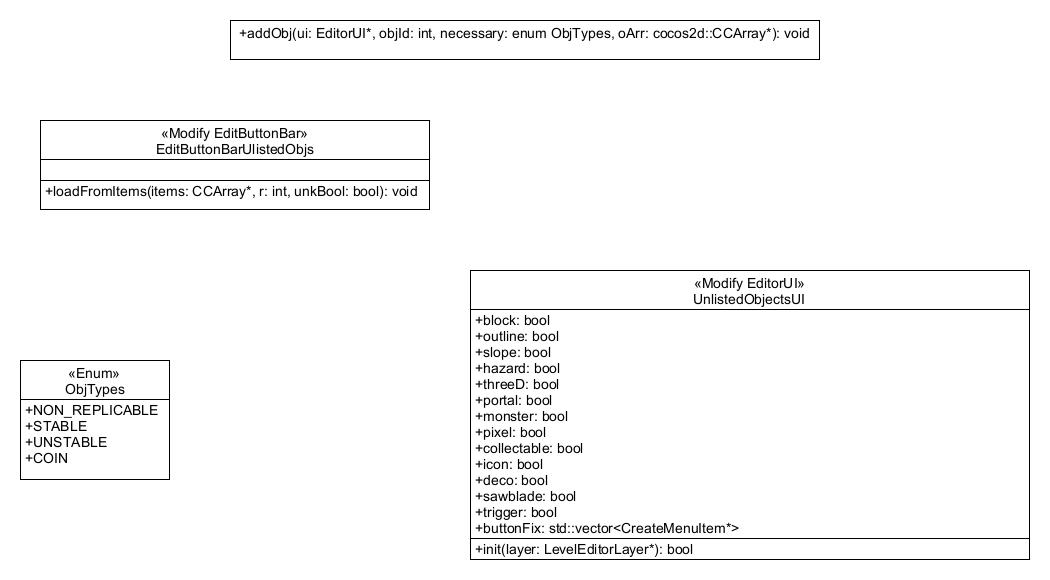 +addObj(ui: EditorUI*, objId: int, necessary: enum ObjTypes, oArr: cocos2d::CCArray*): void
«Modify EditButtonBar»
EditButtonBarUlistedObjs
+loadFromItems(items: CCArray*, r: int, unkBool: bool): void
«Modify EditorUI»
UnlistedObjectsUI
+block: bool
+outline: bool
+slope: bool
+hazard: bool
+threeD: bool
+portal: bool
+monster: bool
+pixel: bool
+collectable: bool
+icon: bool
+deco: bool
+sawblade: bool
+trigger: bool
+buttonFix: std::vector<CreateMenuItem*>
+init(layer: LevelEditorLayer*): bool
«Enum»
ObjTypes
+NON_REPLICABLE
+STABLE
+UNSTABLE
+COIN